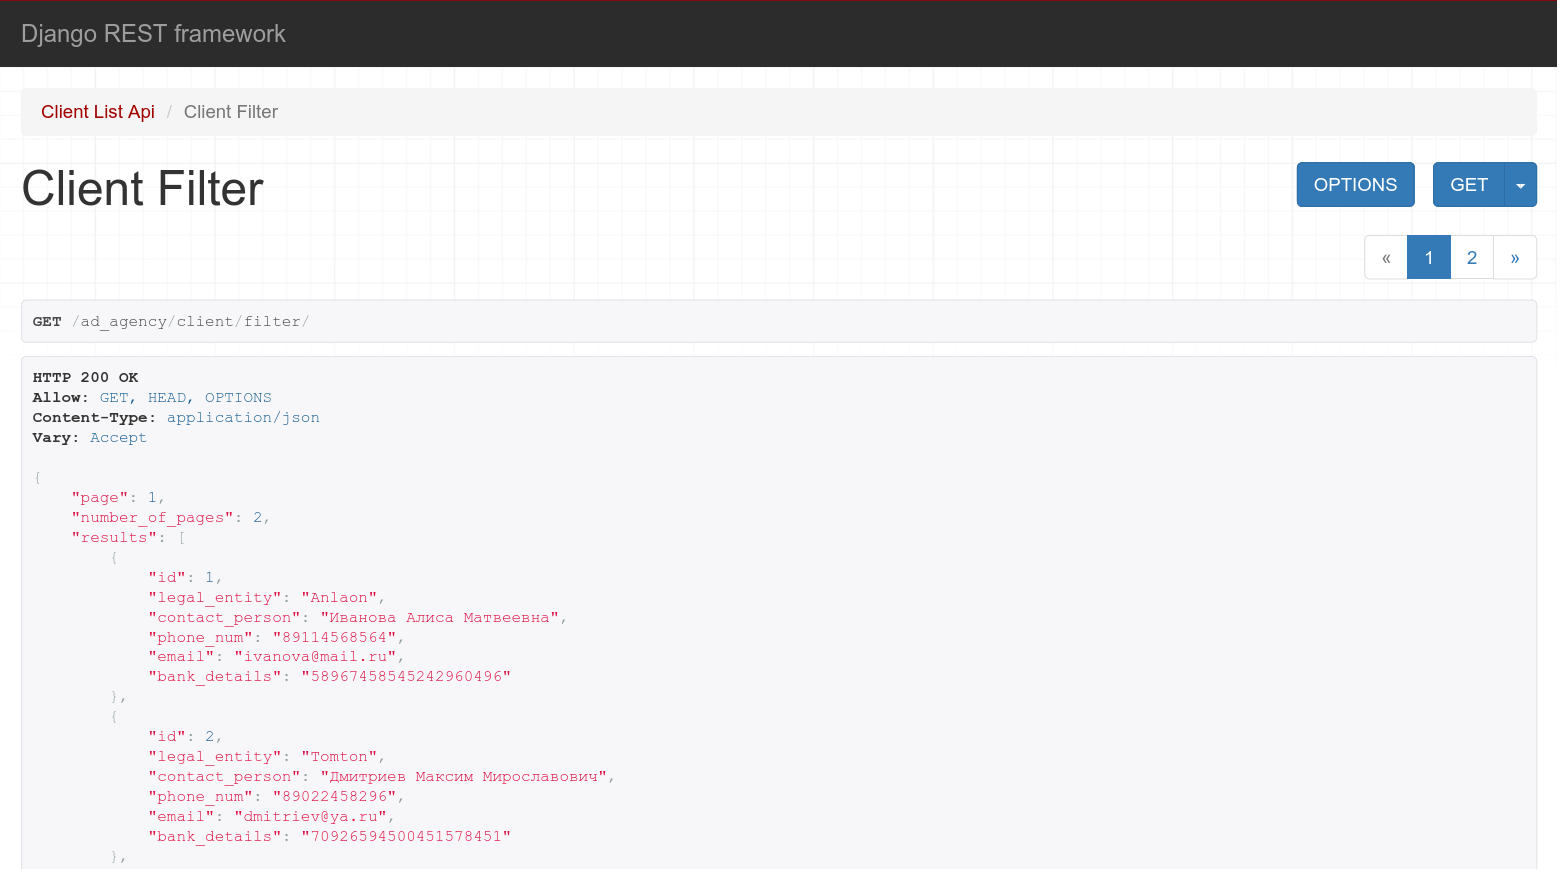 Django REST framework
Client List Api / Client Filter
Client Filter
OPTIONS GET
« 1 2 »
GET /ad_agency/client/filter/
HTTP 200 OK
Allow: GET, HEAD, OPTIONS
Content-Type: application/json
Vary: Accept
{
"page": 1,
"number_of_pages": 2,
"results": [
{
"id": 1,
"legal_entity": "Anlaon",
"contact_person": "Иванова Алиса Матвеевна",
"phone_num": "89114568564",
"email": "ivanova@mail.ru",
"bank_details": "58967458545242960496"
},
{
"id": 2,
"legal_entity": "Tomton",
"contact_person": "Дмитриев Максим Мирославович",
"phone_num": "89022458296",
"email": "dmitriev@ya.ru",
"bank_details": "70926594500451578451"
},